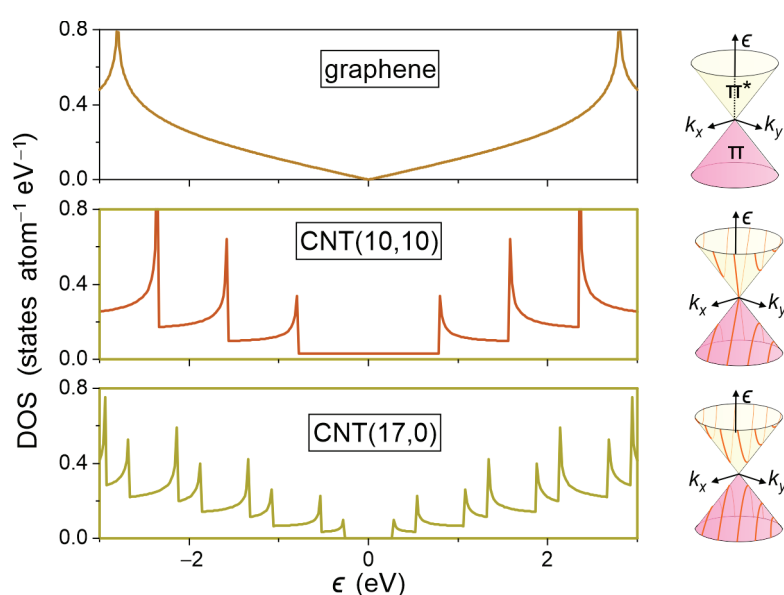 DOS (states atom⁻¹ eV⁻¹)
0.8
0.4
0.0
graphene
ϵ
π*
kx ky
π
0.8
0.4
0.0
CNT(10,10)
ϵ
kx ky
0.8
0.4
0.0
CNT(17,0)
ϵ
kx ky
−2 0 2
ϵ (eV)